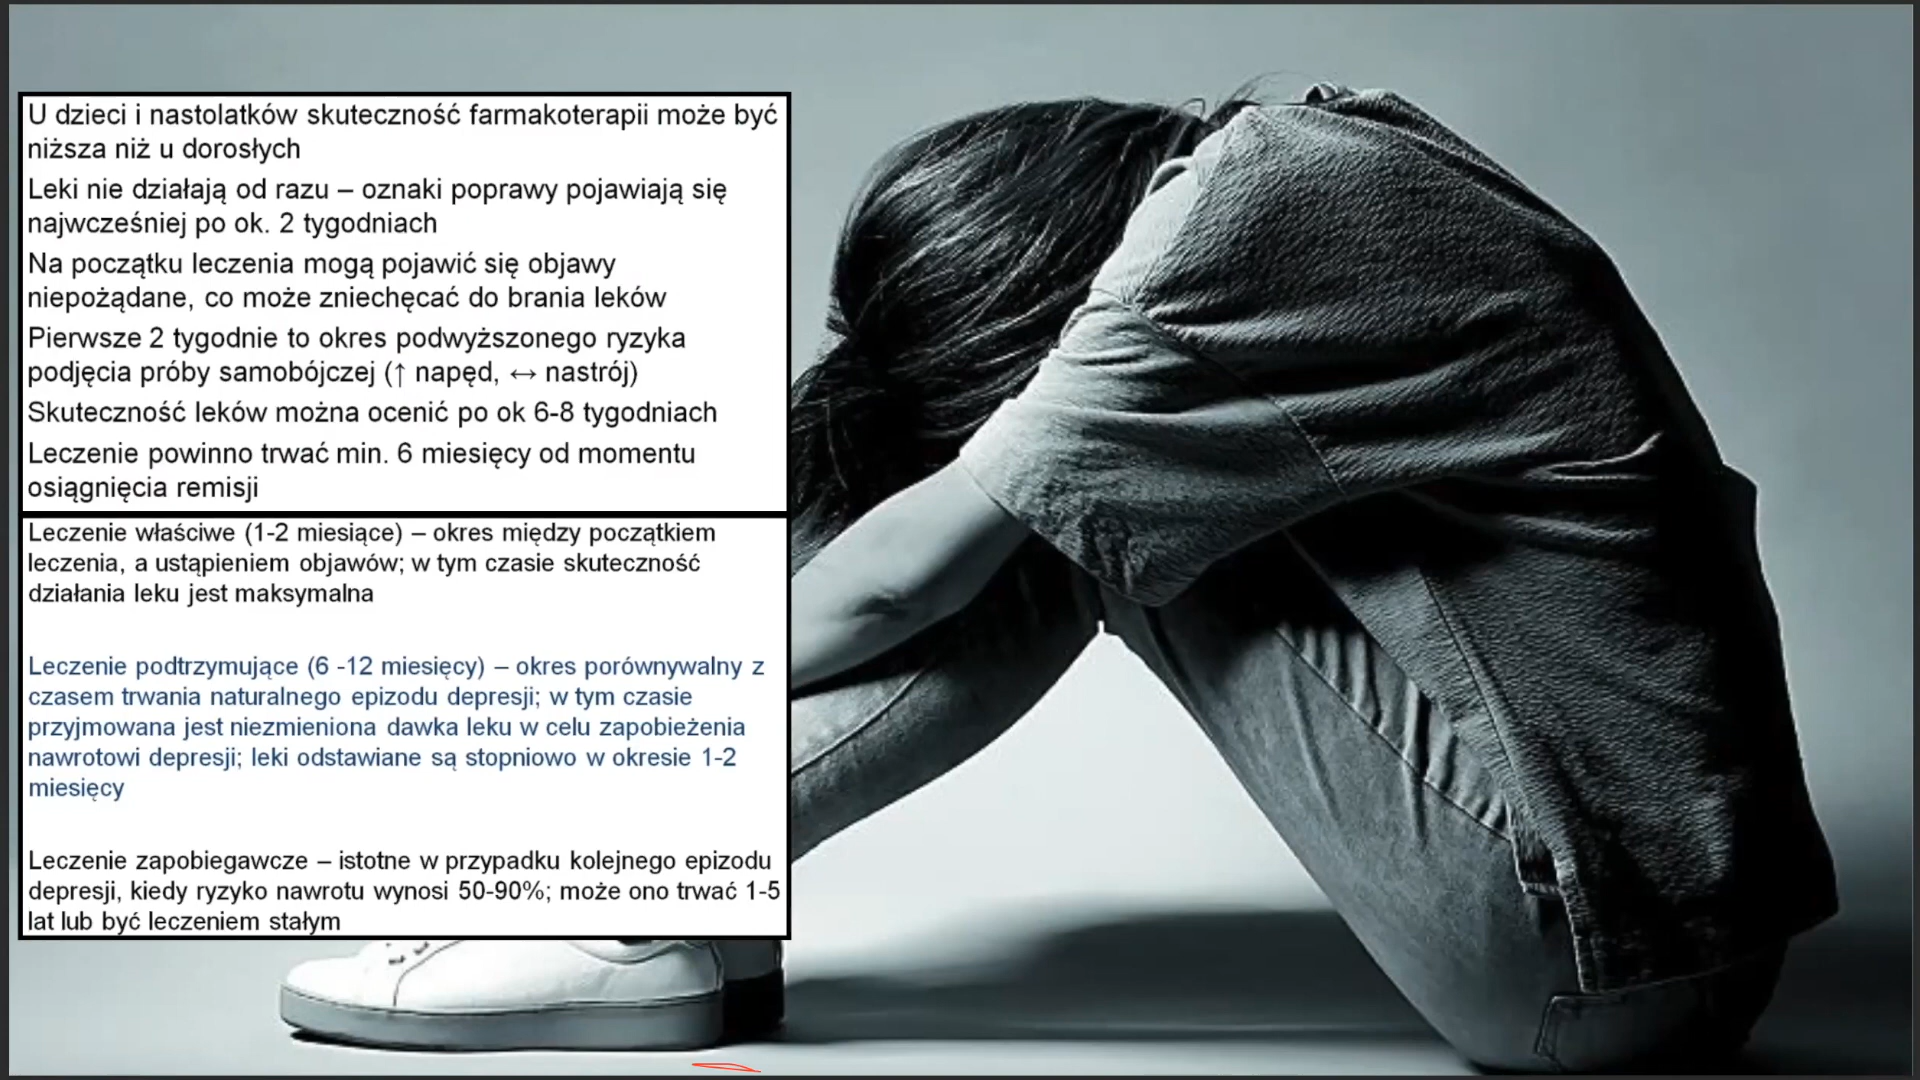 U dzieci i nastolatków skuteczność farmakoterapii może być
niższa niż u dorosłych
Leki nie działają od razu – oznaki poprawy pojawiają się
najwcześniej po ok. 2 tygodniach
Na początku leczenia mogą pojawić się objawy
niepożądane, co może zniechęcać do brania leków
Pierwsze 2 tygodnie to okres podwyższonego ryzyka
podjęcia próby samobójczej (↑ napęd, ↔ nastrój)
Skuteczność leków można ocenić po ok 6-8 tygodniach
Leczenie powinno trwać min. 6 miesięcy od momentu
osiągnięcia remisji
Leczenie właściwe (1-2 miesiące) – okres między początkiem
leczenia, a ustąpieniem objawów; w tym czasie skuteczność
działania leku jest maksymalna
Leczenie podtrzymujące (6 -12 miesięcy) – okres porównywalny z
czasem trwania naturalnego epizodu depresji; w tym czasie
przyjmowana jest niezmieniona dawka leku w celu zapobieżenia
nawrotowi depresji; leki odstawiane są stopniowo w okresie 1-2
miesięcy
Leczenie zapobiegawcze – istotne w przypadku kolejnego epizodu
depresji, kiedy ryzyko nawrotu wynosi 50-90%; może ono trwać 1-5
lat lub być leczeniem stałym